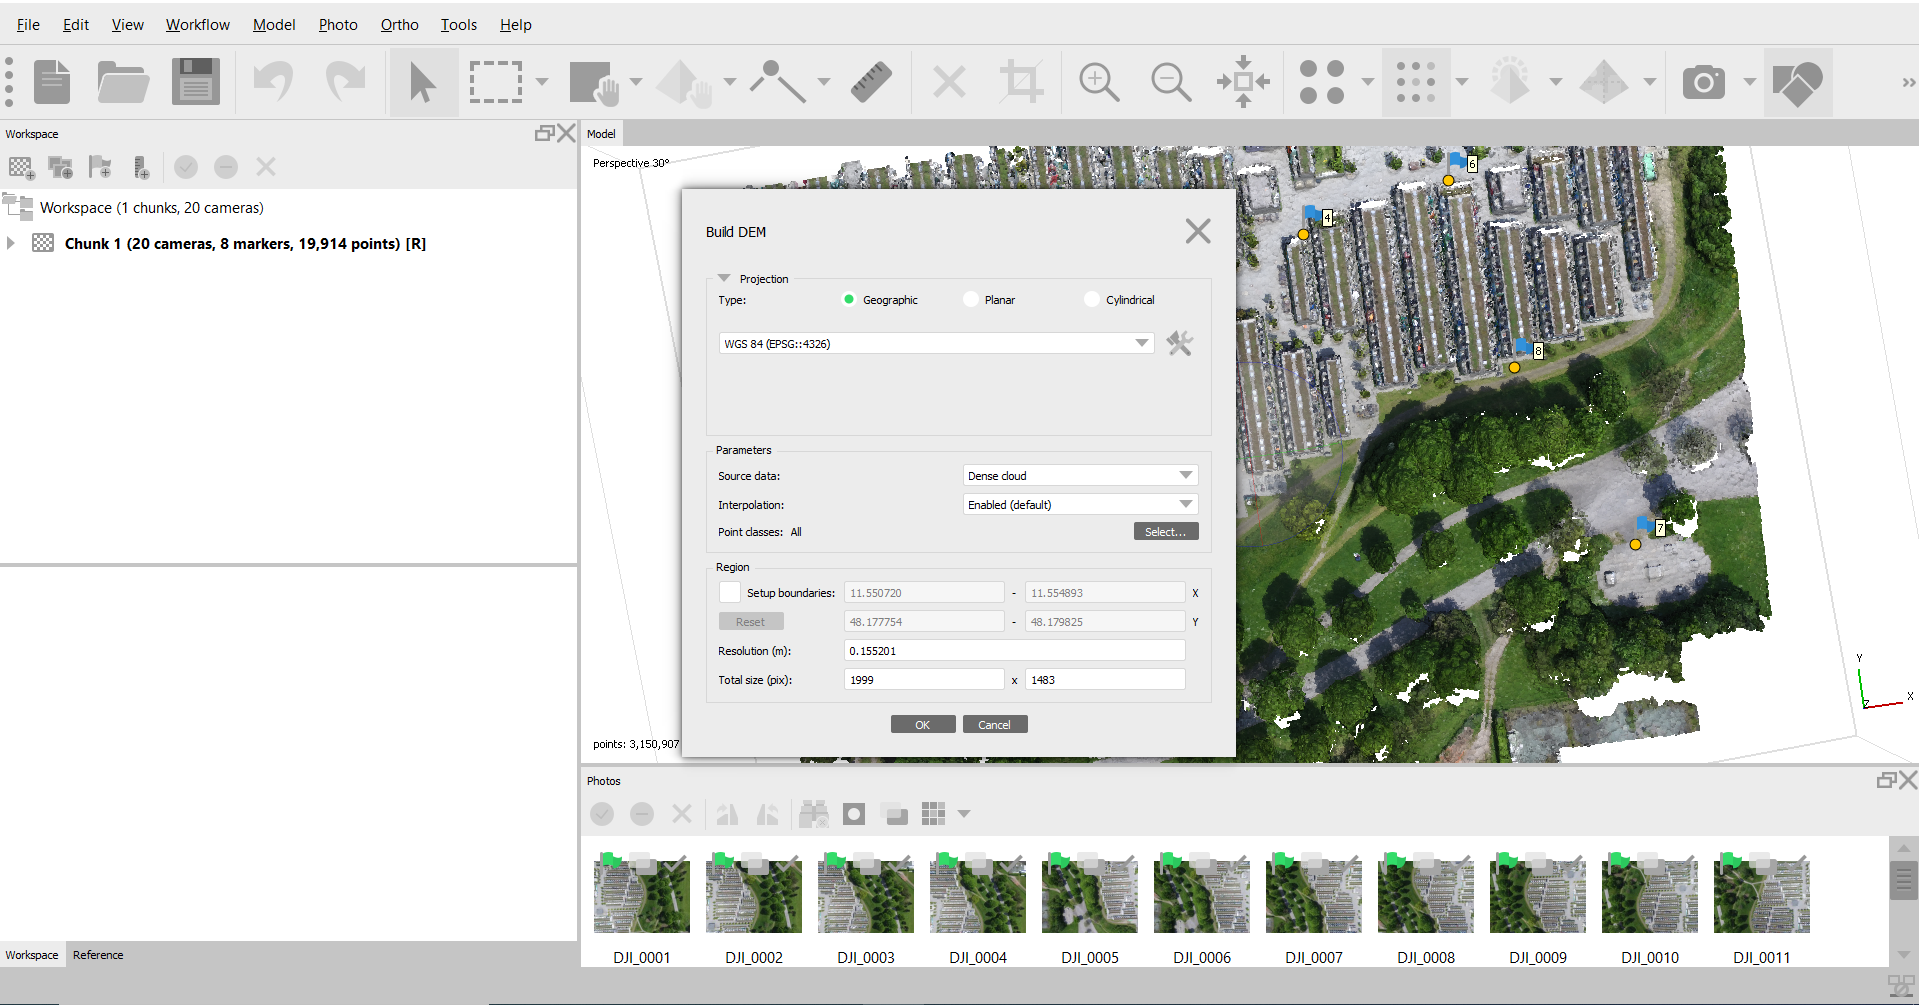 File Edit View Workflow Model Photo Ortho Tools Help
Workspace
Workspace (1 chunks, 20 cameras)
Chunk 1 (20 cameras, 8 markers, 19,914 points) [R]
Workspace Reference
Model
Perspective 30°
6
4
8
7
Y
X
Z
points: 3,150,907
Build DEM
Projection
Type: Geographic Planar Cylindrical
WGS 84 (EPSG::4326)
Parameters
Source data: Dense cloud
Interpolation: Enabled (default)
Point classes: All Select...
Region
Setup boundaries: 11.550720 - 11.554893 X
Reset 48.177754 - 48.179825 Y
Resolution (m): 0.155201
Total size (pix): 1999 x 1483
OK Cancel
Photos
DJI_0001 DJI_0002 DJI_0003 DJI_0004 DJI_0005 DJI_0006 DJI_0007 DJI_0008 DJI_0009 DJI_0010 DJI_0011